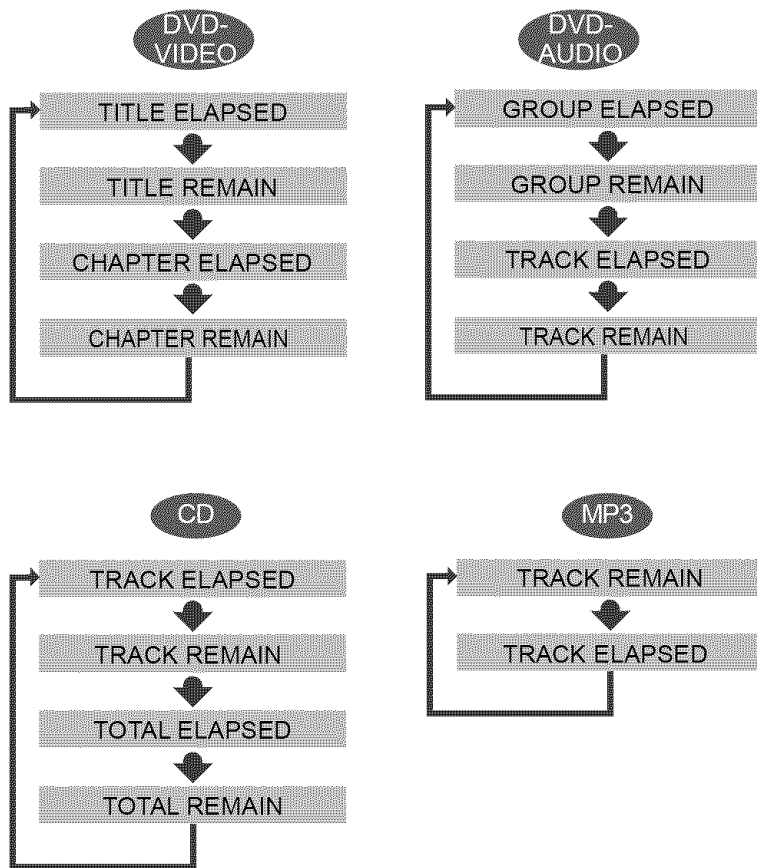 DVD-
VIDEO
TITLE ELAPSED
TITLE REMAIN
CHAPTER ELAPSED
CHAPTER REMAIN
DVD-
AUDIO
GROUP ELAPSED
GROUP REMAIN
TRACK ELAPSED
TRACK REMAIN
CD
TRACK ELAPSED
TRACK REMAIN
TOTAL ELAPSED
TOTAL REMAIN
MP3
TRACK REMAIN
TRACK ELAPSED